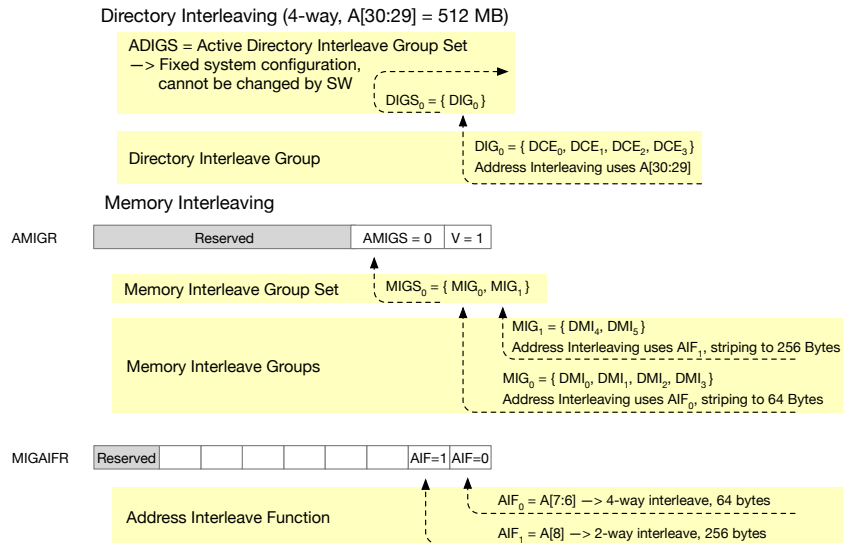 Directory Interleaving (4-way, A[30:29] = 512 MB)
ADIGS = Active Directory Interleave Group Set
—> Fixed system configuration,
cannot be changed by SW
DIGS₀ = { DIG₀ }
DIG₀ = { DCE₀, DCE₁, DCE₂, DCE₃ }
Directory Interleave Group
Address Interleaving uses A[30:29]
Memory Interleaving
AMIGR
Reserved
AMIGS = 0
V = 1
Memory Interleave Group Set
MIGS₀ = { MIG₀, MIG₁ }
MIG₁ = { DMI₄, DMI₅ }
Address Interleaving uses AIF₁, striping to 256 Bytes
Memory Interleave Groups
MIG₀ = { DMI₀, DMI₁, DMI₂, DMI₃ }
Address Interleaving uses AIF₀, striping to 64 Bytes
MIGAIFR
Reserved
AIF=1
AIF=0
AIF₀ = A[7:6] —> 4-way interleave, 64 bytes
Address Interleave Function
AIF₁ = A[8] —> 2-way interleave, 256 bytes